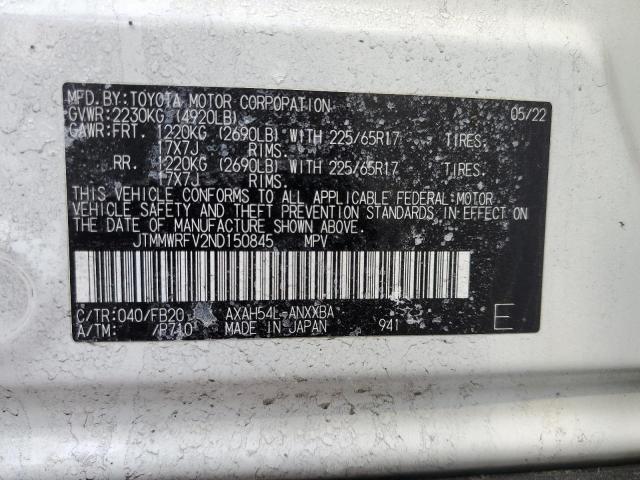 MFD.BY:TOYOTA MOTOR CORPORATION 05/22
GVWR:2230KG (4920LB)
GAWR:FRT. 1220KG (2690LB) WITH 225/65R17 TIRES.
17X7J RIMS.
RR. 1220KG (2690LB) WITH 225/65R17 TIRES.
17X7J RIMS.
THIS VEHICLE CONFORMS TO ALL APPLICABLE FEDERAL MOTOR
VEHICLE SAFETY AND THEFT PREVENTION STANDARDS IN EFFECT ON
THE DATE OF MANUFACTURE SHOWN ABOVE.
JTMMWRFV2ND150845 MPV
C/TR:040/FB20 AXAH54L-ANXXBA
A/TM: /P710 MADE IN JAPAN 941 E